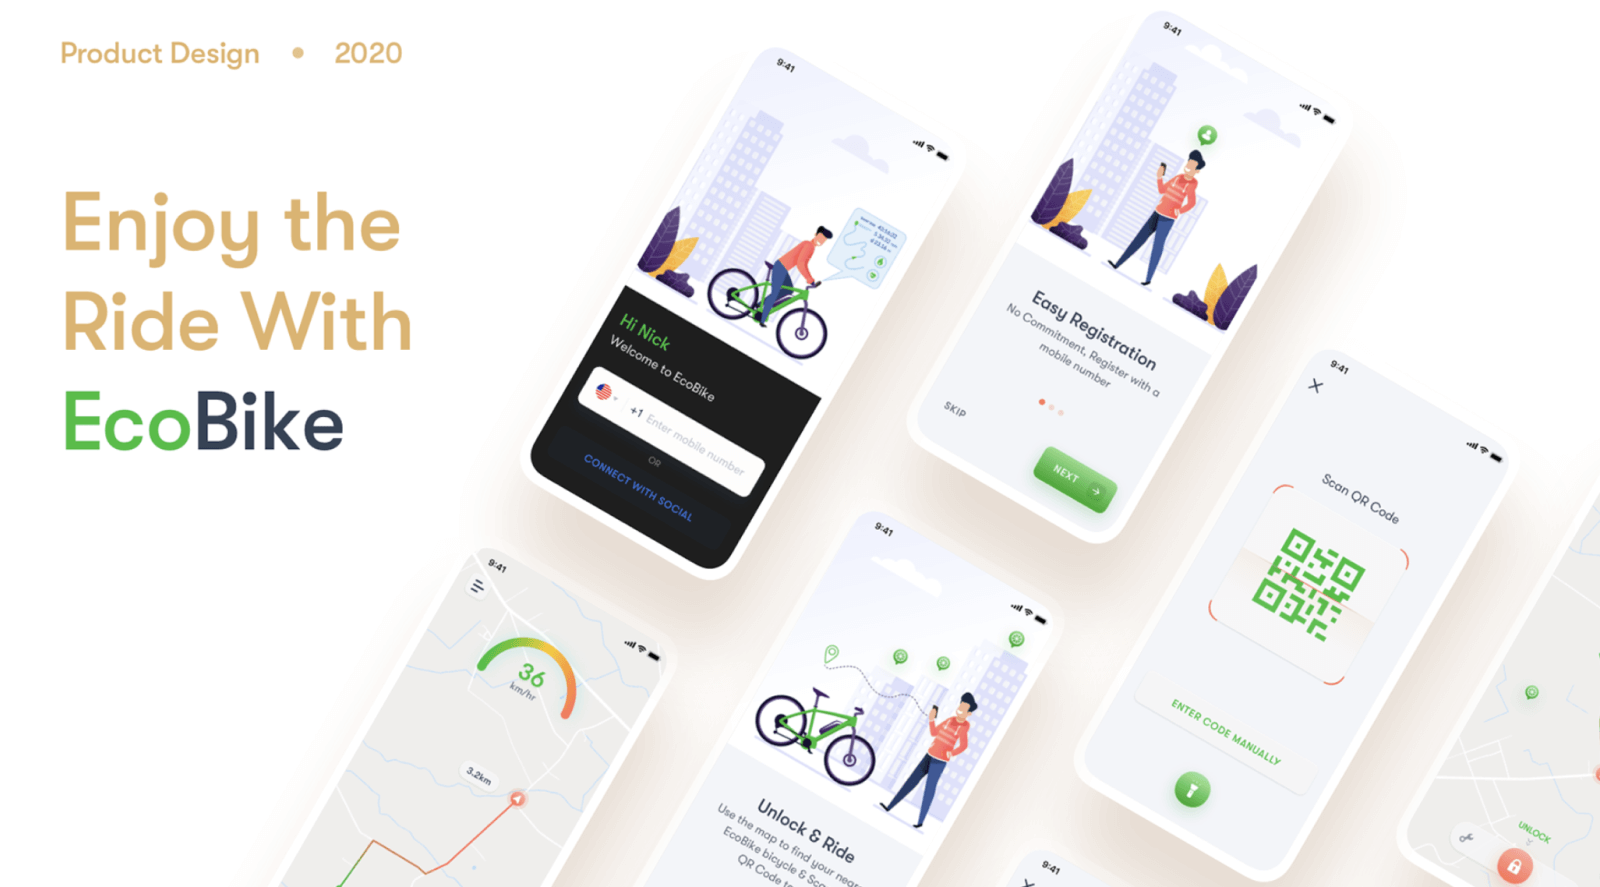 Product Design • 2020
Enjoy the
Ride With
EcoBike
9:41
Hi Nick
Welcome to EcoBike
+1 Enter mobile number
OR
CONNECT WITH SOCIAL
9:41
Easy Registration
No Commitment, Register with a
mobile number
SKIP
NEXT
9:41
Scan QR Code
ENTER CODE MANUALLY
9:41
36
km/hr
3.2km
9:41
Unlock & Ride
Use the map to find your
EcoBike bicycle & 
QR Code
UNLOCK
9:41